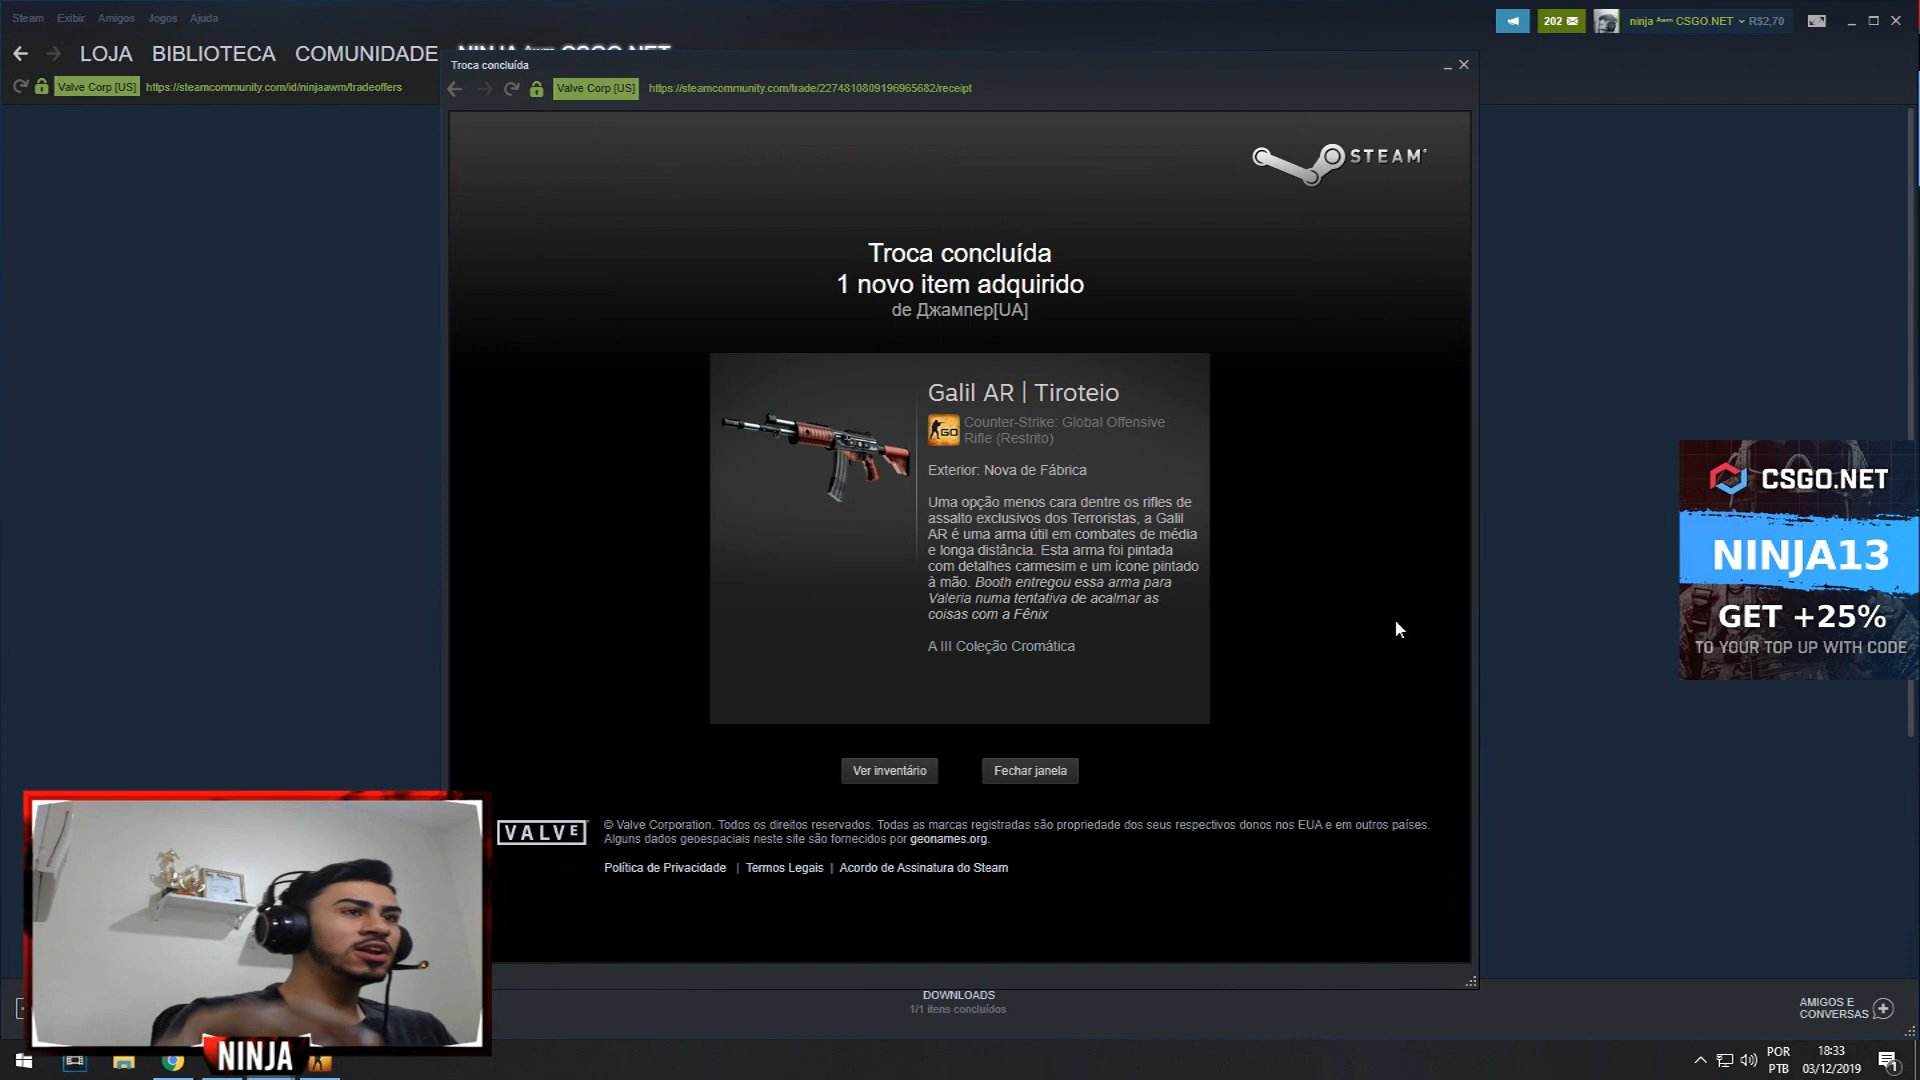 Steam Exibir Amigos Jogos Ajuda
202
ninja ᴬʷᵐ CSGO.NET R$2,70
LOJA BIBLIOTECA COMUNIDADE NINJA ᴬʷᵐ CSGO.NET
Valve Corp [US] https://steamcommunity.com/id/ninjaawm/tradeoffers
Troca concluída
Valve Corp [US] https://steamcommunity.com/trade/2274810809196965682/receipt
STEAM
Troca concluída
1 novo item adquirido
de Джампер[UA]
Galil AR | Tiroteio
GO
Counter-Strike: Global Offensive
Rifle (Restrito)
Exterior: Nova de Fábrica
Uma opção menos cara dentre os rifles de
assalto exclusivos dos Terroristas, a Galil
AR é uma arma útil em combates de média
e longa distância. Esta arma foi pintada
com detalhes carmesim e um ícone pintado
à mão. Booth entregou essa arma para
Valeria numa tentativa de acalmar as
coisas com a Fênix
A III Coleção Cromática
Ver inventário Fechar janela
VALVE
© Valve Corporation. Todos os direitos reservados. Todas as marcas registradas são propriedade dos seus respectivos donos nos EUA e em outros países.
Alguns dados geoespaciais neste site são fornecidos por geonames.org.
Política de Privacidade | Termos Legais | Acordo de Assinatura do Steam
CSGO.NET
NINJA13
GET +25%
TO YOUR TOP UP WITH CODE
DOWNLOADS
1/1 itens concluídos
AMIGOS E
CONVERSAS
NINJA
POR
PTB
18:33
03/12/2019
1